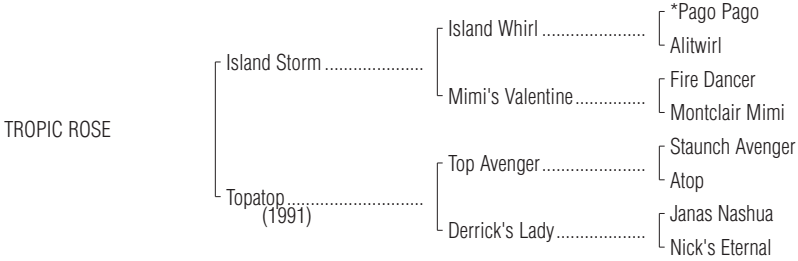 *Pago Pago
Island Whirl ......................
Alitwirl
Island Storm .....................
Fire Dancer
Mimi's Valentine...............
Montclair Mimi
TROPIC ROSE
Staunch Avenger
Top Avenger......................
Atop
Topatop.............................
(1991)
Janas Nashua
Derrick's Lady...................
Nick's Eternal